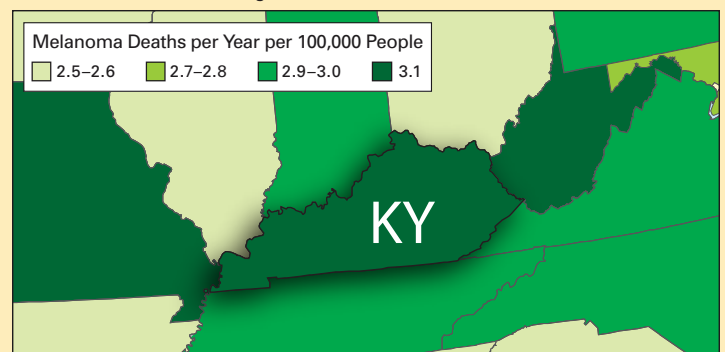 Melanoma Deaths per Year per 100,000 People
2.5–2.6 2.7–2.8 2.9–3.0 3.1
KY